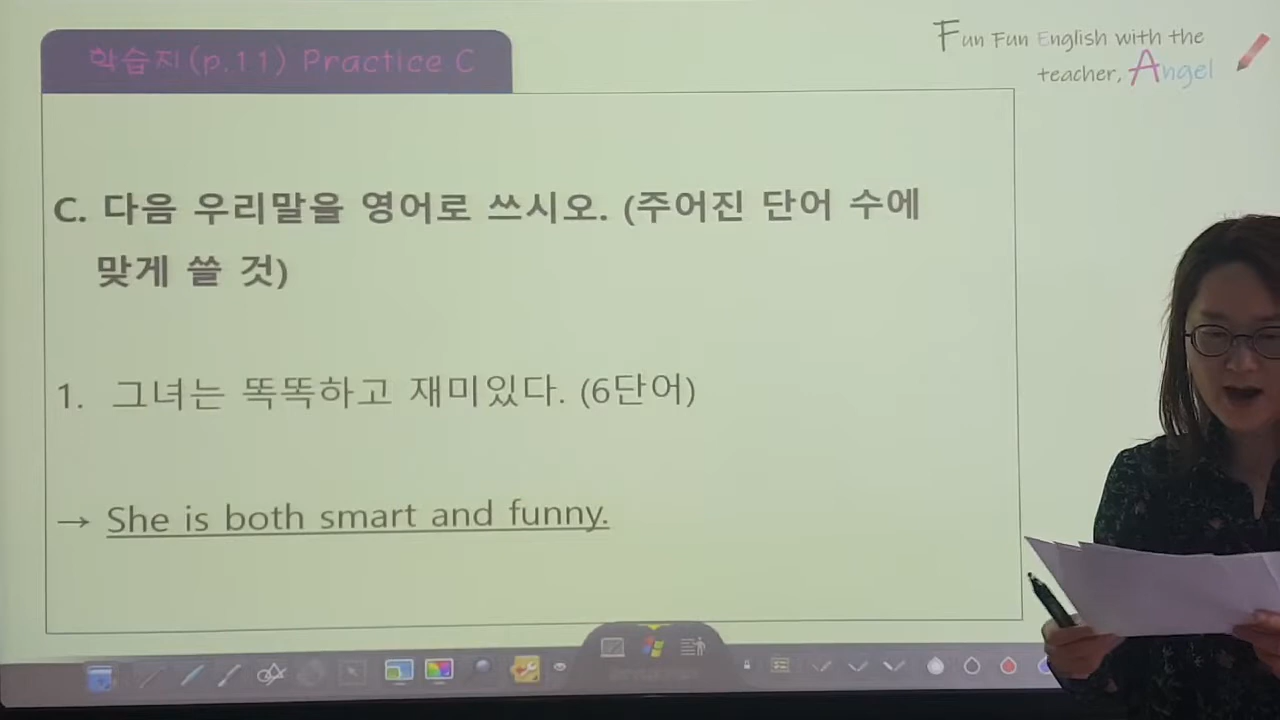 학습지(p.11) Practice C
Fun Fun English with the
teacher, Angel
C. 다음 우리말을 영어로 쓰시오. (주어진 단어 수에
맞게 쓸 것)
1. 그녀는 똑똑하고 재미있다. (6단어)
→ She is both smart and funny.